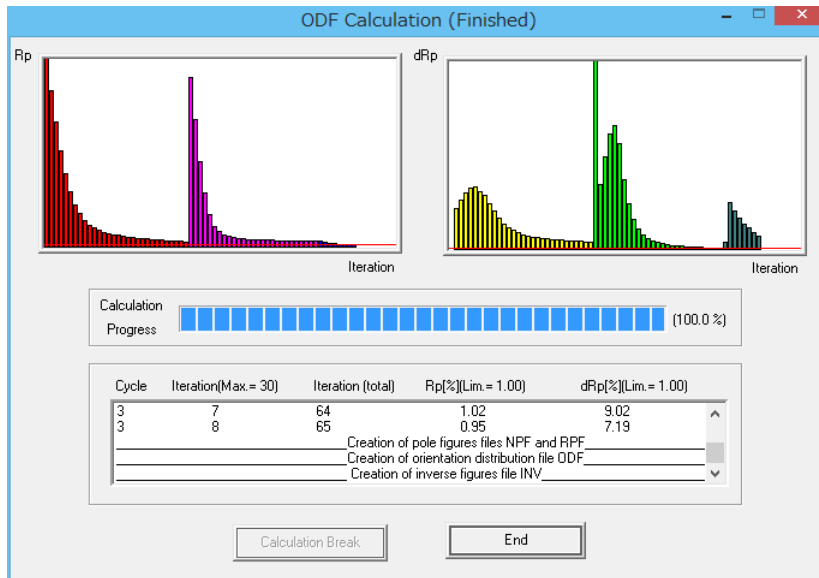 ODF Calculation (Finished)
Rp
dRp
Iteration
Iteration
Calculation
Progress
(100.0 %)
Cycle Iteration(Max.= 30) Iteration (total) Rp[%](Lim.= 1.00) dRp[%](Lim.= 1.00)
3 7 64 1.02 9.02
3 8 65 0.95 7.19
Creation of pole figures files NPF and RPF
Creation of orientation distribution file ODF
Creation of inverse figures file INV
Calculation Break
End